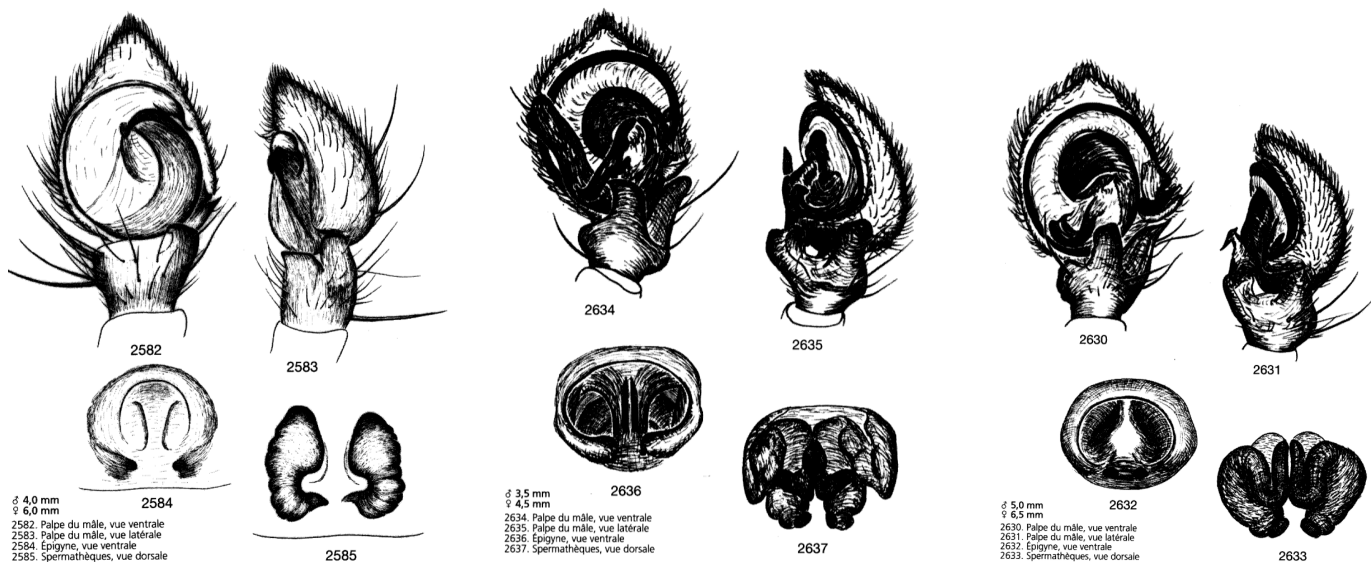 2582
2583
2584
2585
♂ 4,0 mm
♀ 6,0 mm
2582. Palpe du mâle, vue ventrale
2583. Palpe du mâle, vue latérale
2584. Épigyne, vue ventrale
2585. Spermathèques, vue dorsale
2634
2635
2636
2637
♂ 3,5 mm
♀ 4,5 mm
2634. Palpe du mâle, vue ventrale
2635. Palpe du mâle, vue latérale
2636. Épigyne, vue ventrale
2637. Spermathèques, vue dorsale
2630
2631
2632
2633
♂ 5,0 mm
♀ 6,5 mm
2630. Palpe du mâle, vue ventrale
2631. Palpe du mâle, vue latérale
2632. Épigyne, vue ventrale
2633. Spermathèques, vue dorsale